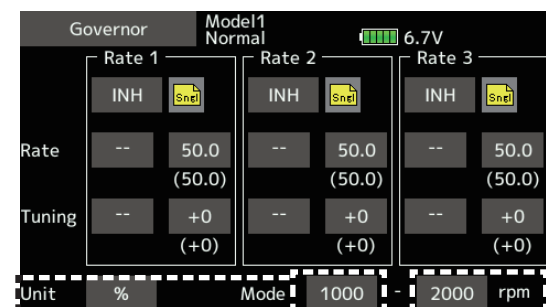 Governor Model1 Normal 6.7V
Rate 1 Rate 2 Rate 3
INH Sngl INH Sngl INH Sngl
Rate -- 50.0 -- 50.0 -- 50.0
(50.0) (50.0) (50.0)
Tuning -- +0 -- +0 -- +0
(+0) (+0) (+0)
Unit % Mode 1000 - 2000 rpm